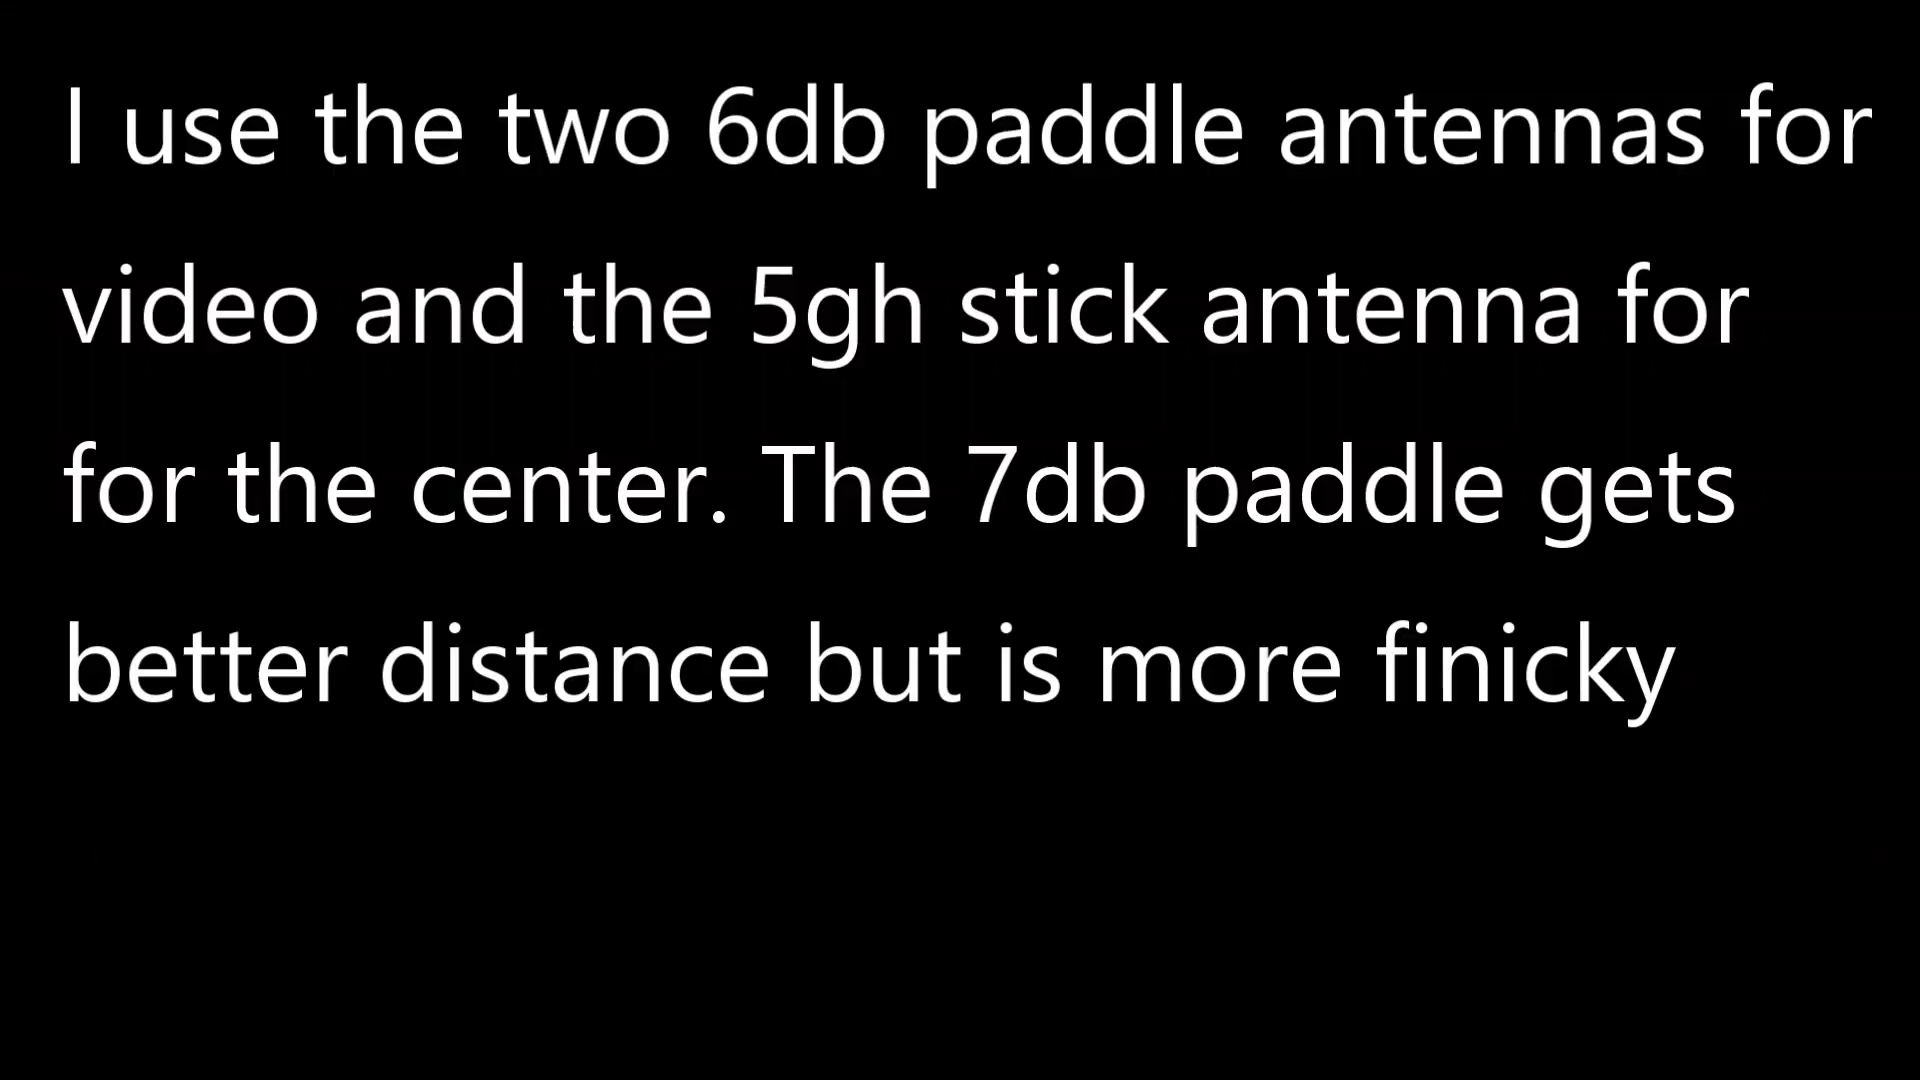 I use the two 6db paddle antennas for
video and the 5gh stick antenna for
for the center. The 7db paddle gets
better distance but is more finicky